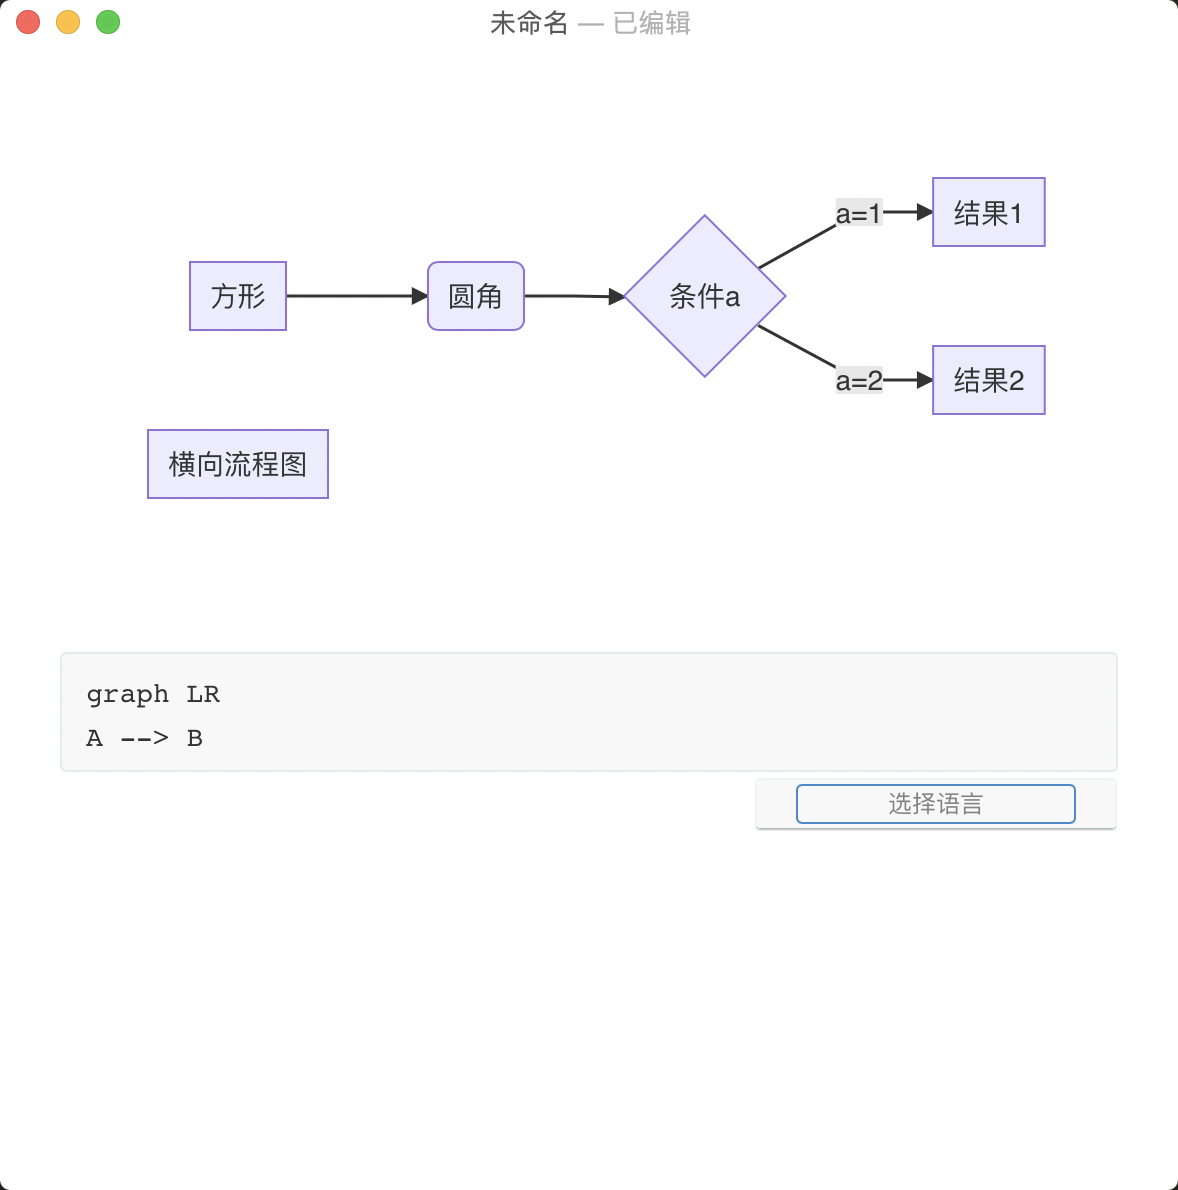 未命名 — 已编辑
方形
圆角
条件a
a=1
结果1
a=2
结果2
横向流程图
graph LR
A --> B
选择语言